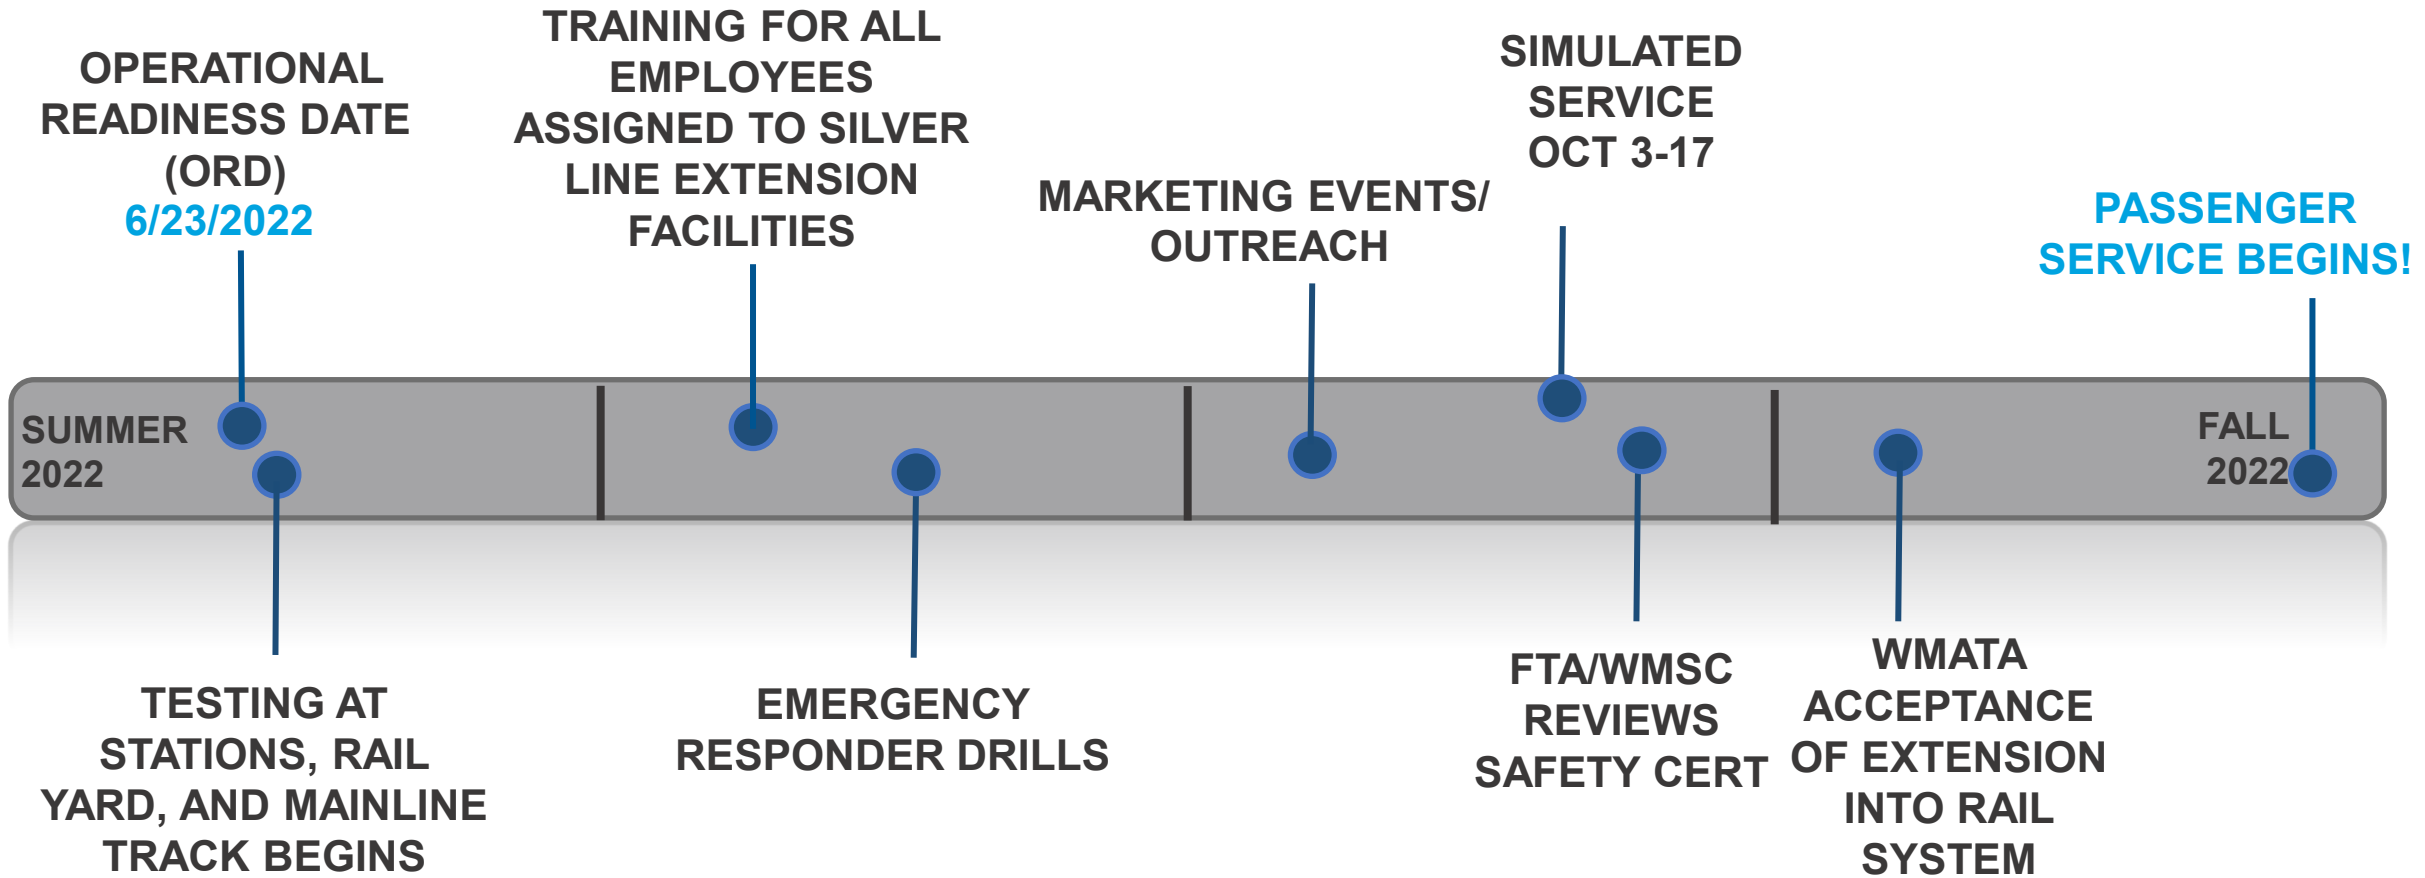 OPERATIONAL
READINESS DATE
(ORD)
6/23/2022
TRAINING FOR ALL
EMPLOYEES
ASSIGNED TO SILVER
LINE EXTENSION
FACILITIES
MARKETING EVENTS/
OUTREACH
SIMULATED
SERVICE
OCT 3-17
PASSENGER
SERVICE BEGINS!
SUMMER
2022
FALL
2022
TESTING AT
STATIONS, RAIL
YARD, AND MAINLINE
TRACK BEGINS
EMERGENCY
RESPONDER DRILLS
FTA/WMSC
REVIEWS
SAFETY CERT
WMATA
ACCEPTANCE
OF EXTENSION
INTO RAIL
SYSTEM